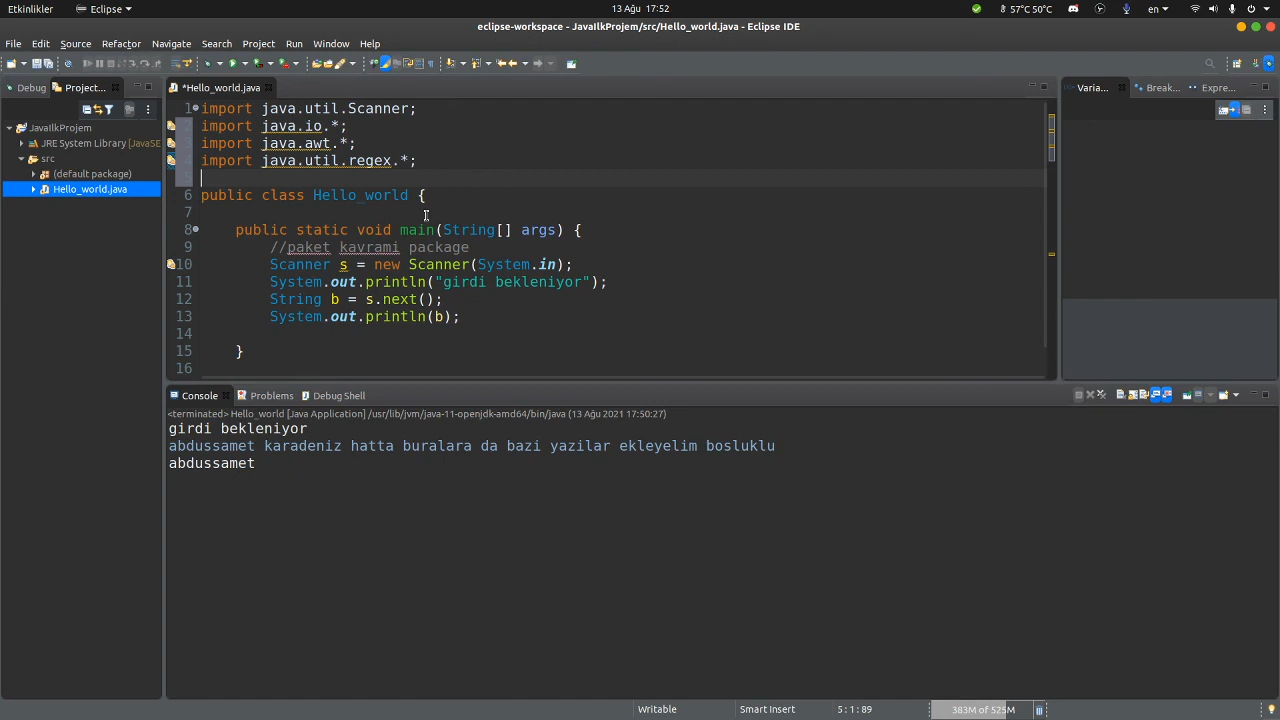 Etkinlikler
Eclipse
13 Ağu 17:52
57°C 50°C
en
eclipse-workspace - JavaIlkProjem/src/Hello_world.java - Eclipse IDE
File Edit Source Refactor Navigate Search Project Run Window Help
Debug
Project...
*Hello_world.java
Varia...
Break...
Expre...
JavaIlkProjem
JRE System Library [JavaSE
src
(default package)
Hello_world.java
1 import java.util.Scanner;
2 import java.io.*;
3 import java.awt.*;
4 import java.util.regex.*;
5
6 public class Hello_world {
7
8 public static void main(String[] args) {
9 //paket kavrami package
10 Scanner s = new Scanner(System.in);
11 System.out.println("girdi bekleniyor");
12 String b = s.next();
13 System.out.println(b);
14
15 }
16
Console
Problems
Debug Shell
<terminated> Hello_world [Java Application] /usr/lib/jvm/java-11-openjdk-amd64/bin/java (13 Ağu 2021 17:50:27)
girdi bekleniyor
abdussamet karadeniz hatta buralara da bazi yazilar ekleyelim bosluklu
abdussamet
Writable
Smart Insert
5 : 1 : 89
383M of 525M